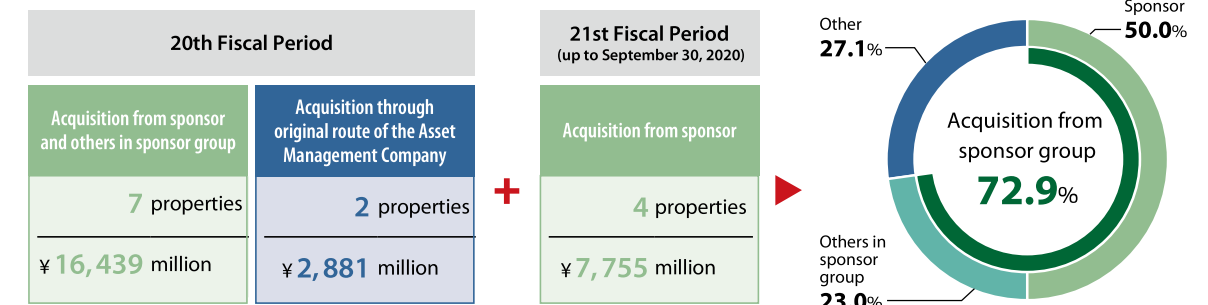 20th Fiscal Period
Acquisition from sponsor
and others in sponsor group
7 properties
¥16,439 million
Acquisition through
original route of the Asset
Management Company
2 properties
¥2,881 million
+
21st Fiscal Period
(up to September 30, 2020)
Acquisition from sponsor
4 properties
¥7,755 million
Other
27.1%
Sponsor
50.0%
Acquisition from
sponsor group
72.9%
Others in
sponsor
group
23.0%